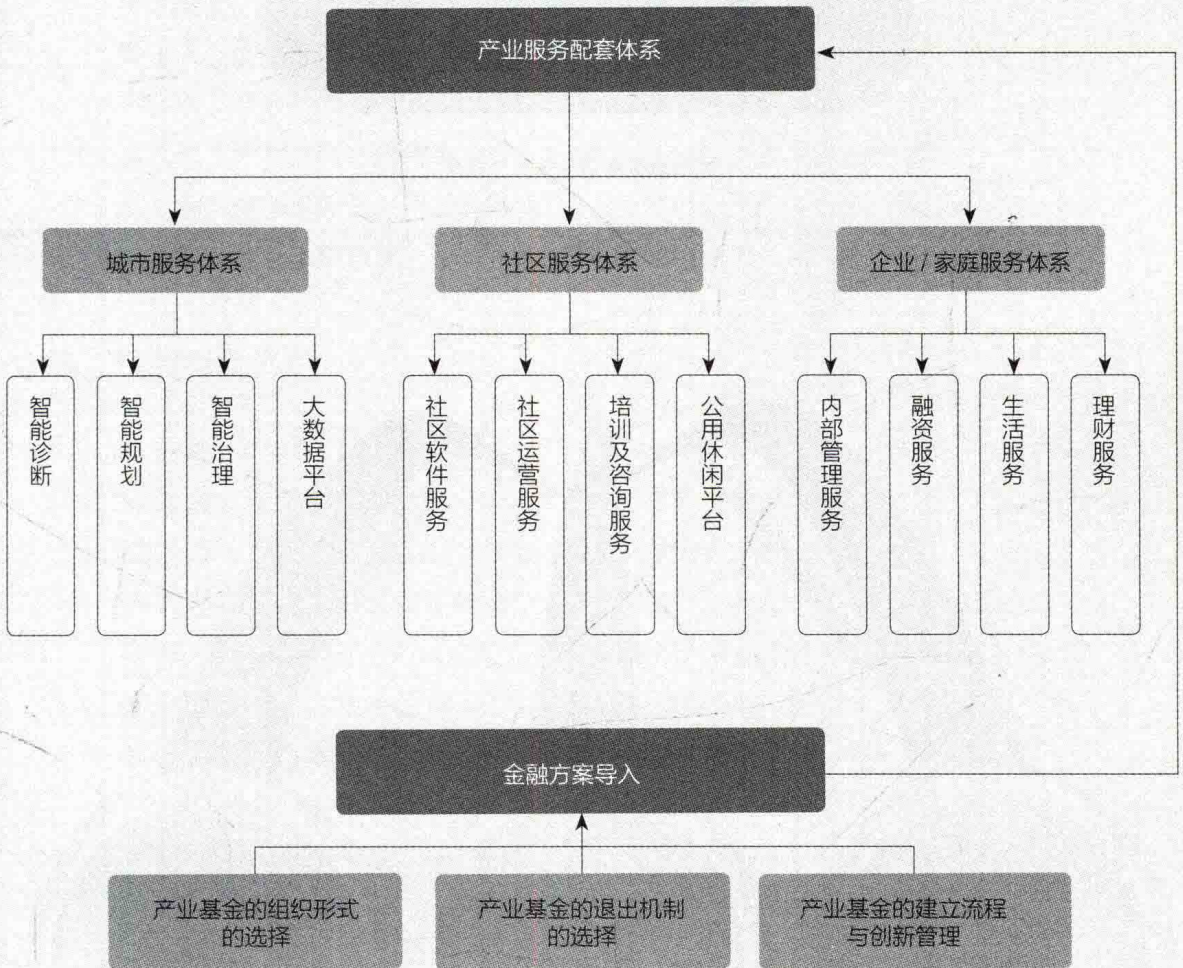 产业服务配套体系
城市服务体系
社区服务体系
企业 / 家庭服务体系
智能诊断
智能规划
智能治理
大数据平台
社区软件服务
社区运营服务
培训及咨询服务
公用休闲平台
内部管理服务
融资服务
生活服务
理财服务
金融方案导入
产业基金的组织形式
的选择
产业基金的退出机制
的选择
产业基金的建立流程
与创新管理